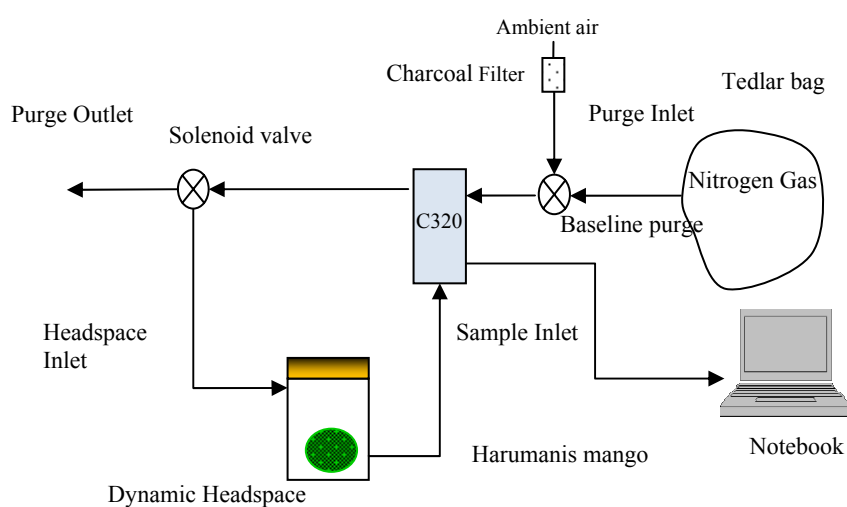 Ambient air
Charcoal Filter
Tedlar bag
Purge Outlet
Purge Inlet
Solenoid valve
Nitrogen Gas
C320
Baseline purge
Headspace
Inlet
Sample Inlet
Harumanis mango
Notebook
Dynamic Headspace